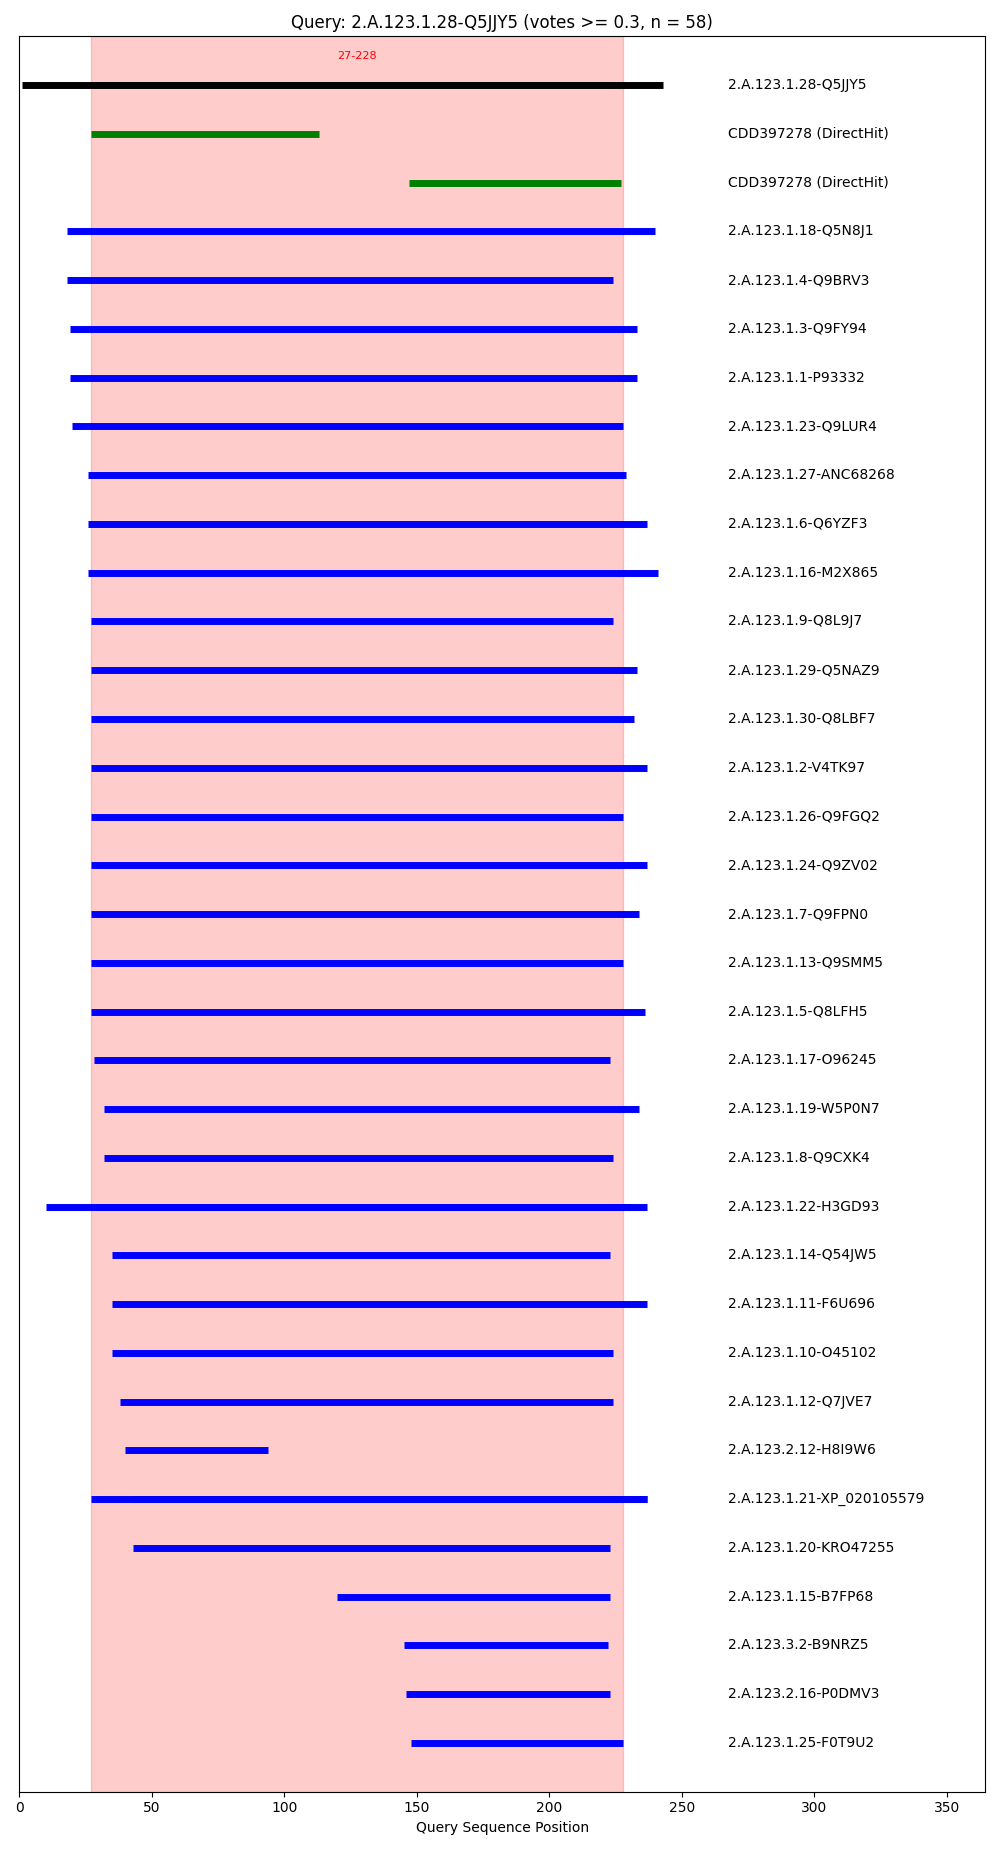 Query: 2.A.123.1.28-Q5JJY5 (votes >= 0.3, n = 58)
27-228
2.A.123.1.28-Q5JJY5
CDD397278 (DirectHit)
CDD397278 (DirectHit)
2.A.123.1.18-Q5N8J1
2.A.123.1.4-Q9BRV3
2.A.123.1.3-Q9FY94
2.A.123.1.1-P93332
2.A.123.1.23-Q9LUR4
2.A.123.1.27-ANC68268
2.A.123.1.6-Q6YZF3
2.A.123.1.16-M2X865
2.A.123.1.9-Q8L9J7
2.A.123.1.29-Q5NAZ9
2.A.123.1.30-Q8LBF7
2.A.123.1.2-V4TK97
2.A.123.1.26-Q9FGQ2
2.A.123.1.24-Q9ZV02
2.A.123.1.7-Q9FPN0
2.A.123.1.13-Q9SMM5
2.A.123.1.5-Q8LFH5
2.A.123.1.17-O96245
2.A.123.1.19-W5P0N7
2.A.123.1.8-Q9CXK4
2.A.123.1.22-H3GD93
2.A.123.1.14-Q54JW5
2.A.123.1.11-F6U696
2.A.123.1.10-O45102
2.A.123.1.12-Q7JVE7
2.A.123.2.12-H8I9W6
2.A.123.1.21-XP_020105579
2.A.123.1.20-KRO47255
2.A.123.1.15-B7FP68
2.A.123.3.2-B9NRZ5
2.A.123.2.16-P0DMV3
2.A.123.1.25-F0T9U2
0 50 100 150 200 250 300 350
Query Sequence Position